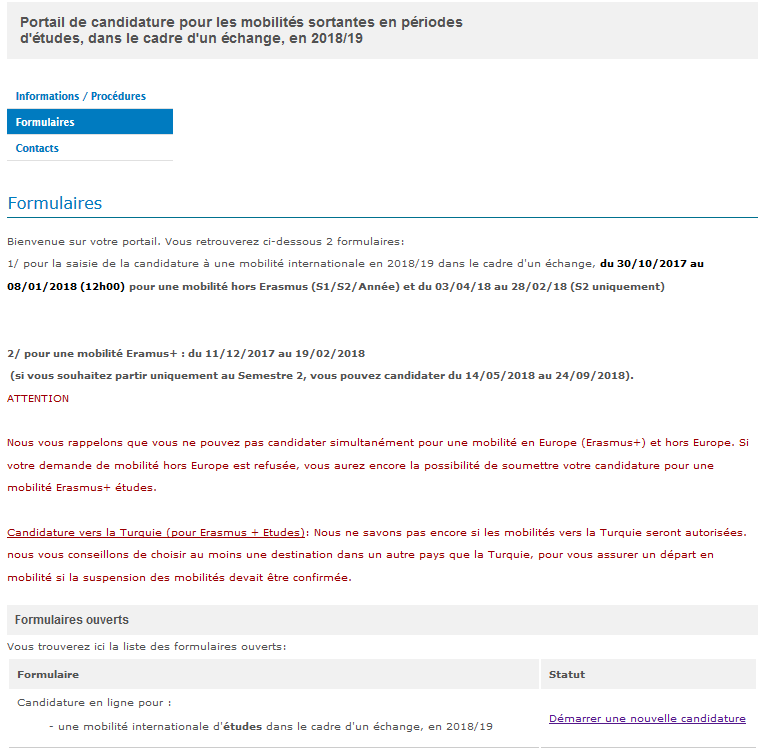 Portail de candidature pour les mobilités sortantes en périodes
d'études, dans le cadre d'un échange, en 2018/19
Informations / Procédures
Formulaires
Contacts
Formulaires
Bienvenue sur votre portail. Vous retrouverez ci-dessous 2 formulaires:
1/ pour la saisie de la candidature à une mobilité internationale en 2018/19 dans le cadre d'un échange, du 30/10/2017 au
08/01/2018 (12h00) pour une mobilité hors Erasmus (S1/S2/Année) et du 03/04/18 au 28/02/18 (S2 uniquement)
2/ pour une mobilité Eramus+ : du 11/12/2017 au 19/02/2018
(si vous souhaitez partir uniquement au Semestre 2, vous pouvez candidater du 14/05/2018 au 24/09/2018).
ATTENTION
Nous vous rappelons que vous ne pouvez pas candidater simultanément pour une mobilité en Europe (Erasmus+) et hors Europe. Si
votre demande de mobilité hors Europe est refusée, vous aurez encore la possibilité de soumettre votre candidature pour une
mobilité Erasmus+ études.
Candidature vers la Turquie (pour Erasmus + Etudes): Nous ne savons pas encore si les mobilités vers la Turquie seront autorisées.
nous vous conseillons de choisir au moins une destination dans un autre pays que la Turquie, pour vous assurer un départ en
mobilité si la suspension des mobilités devait être confirmée.
Formulaires ouverts
Vous trouverez ici la liste des formulaires ouverts:
Formulaire Statut
Candidature en ligne pour :
- une mobilité internationale d'études dans le cadre d'un échange, en 2018/19
Démarrer une nouvelle candidature